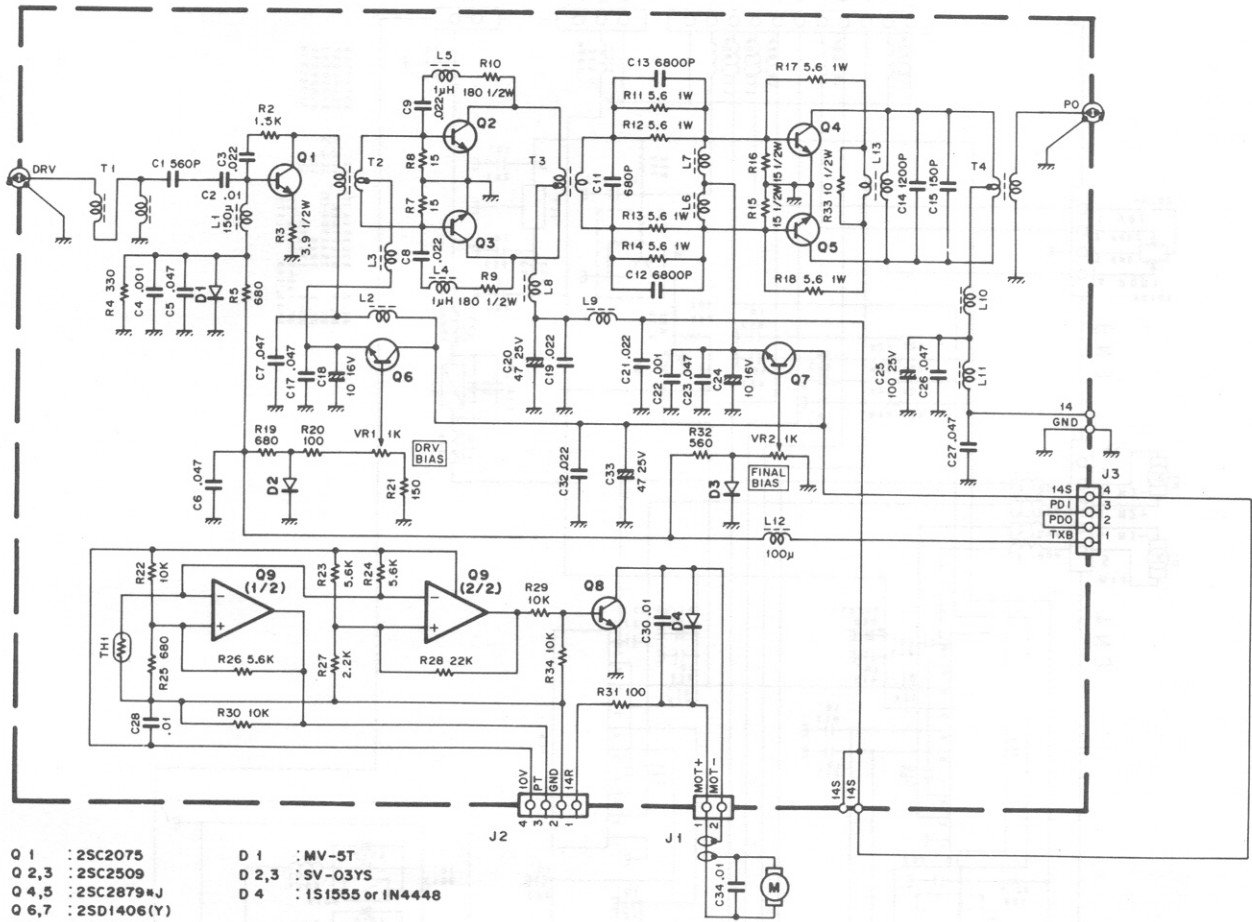 L5
R10
1μH 180 1/2W
C9 .022
C13 6800P
R11 5.6 1W
R12 5.6 1W
R17 5.6 1W
PO
R2
1.5K
C3 .022
Q1
Q2
Q4
DRV
T1
C1 560P
C2 .01
L1
150μ
R3
3.9 1/2W
T2
R8
15
R7
15
T3
C11
680P
L7
L6
R16
15 1/2W
R15
15 1/2W
R33 10 1/2W
L13
C14 1200P
C15 150P
T4
Q3
Q5
R13 5.6 1W
R14 5.6 1W
C12 6800P
R18 5.6 1W
C8 .022
L4
R9
1μH 180 1/2W
L3
L2
L8
L9
L10
L11
R4 330
C4 .001
C5 .047
D1
R5
680
C7 .047
C17 .047
C18
10 16V
Q6
C20
47 25V
C19 .022
C21 .022
C22 .001
C23 .047
C24
10 16V
Q7
C25
100 25V
C26 .047
C27 .047
14
GND
J3
R19
680
R20
100
VR1 1K
DRV
BIAS
R32
560
VR2 1K
FINAL
BIAS
C6 .047
D2
R21
150
C32 .022
C33
47 25V
D3
L12
100μ
14S 4
PD1 3
PDO 2
TXB 1
R22
10K
Q9
(1/2)
R23
5.6K
R24
5.6K
Q9
(2/2)
R29
10K
Q8
C30 .01
D4
TH1
R25 680
R26 5.6K
R27
2.2K
R28 22K
R34 10K
R31 100
C28
.01
R30 10K
10V
PT
GND
14R
4
3
2
1
J2
MOT+
MOT-
1
2
J1
14S
14S
C34 .01
M
Q 1 : 2SC2075
Q 2,3 : 2SC2509
Q 4,5 : 2SC2879*J
Q 6,7 : 2SD1406(Y)
D 1 : MV-5T
D 2,3 : SV-03YS
D 4 : 1S1555 or 1N4448